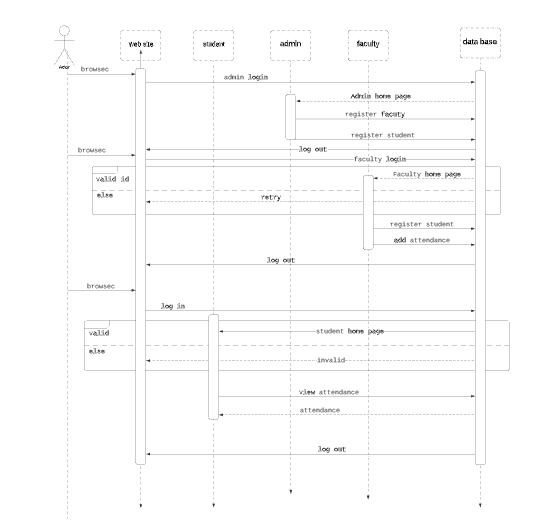 web site
student
admin
faculty
data base
Actor
browsec
admin login
Admin home page
register facuty
register student
browsec
log out
faculty login
Faculty home page
valid id
else
retry
register student
add attendance
log out
browsec
log in
student home page
valid
else
invalid
view attendance
attendance
log out